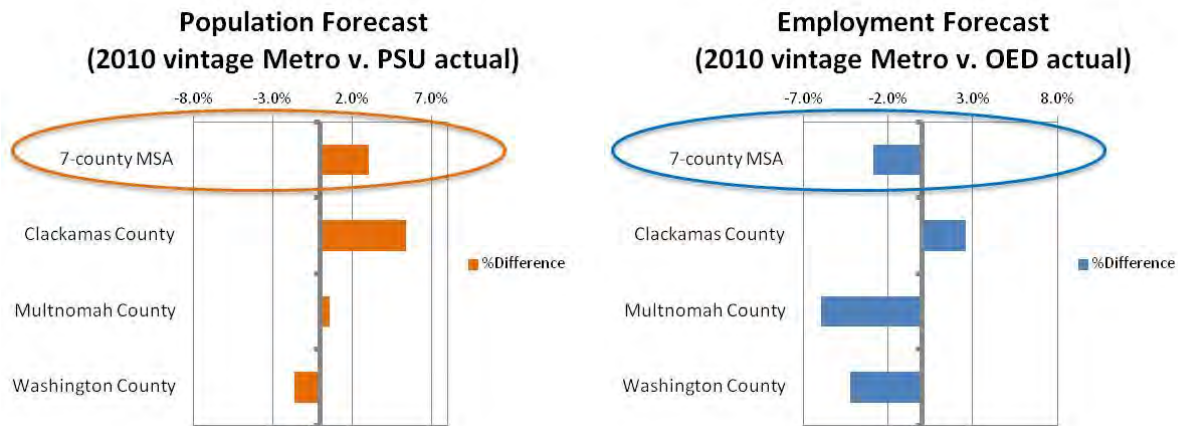 Population Forecast
(2010 vintage Metro v. PSU actual)
-8.0% -3.0% 2.0% 7.0%
7-county MSA
Clackamas County
Multnomah County
Washington County
%Difference
Employment Forecast
(2010 vintage Metro v. OED actual)
-7.0% -2.0% 3.0% 8.0%
7-county MSA
Clackamas County
Multnomah County
Washington County
%Difference